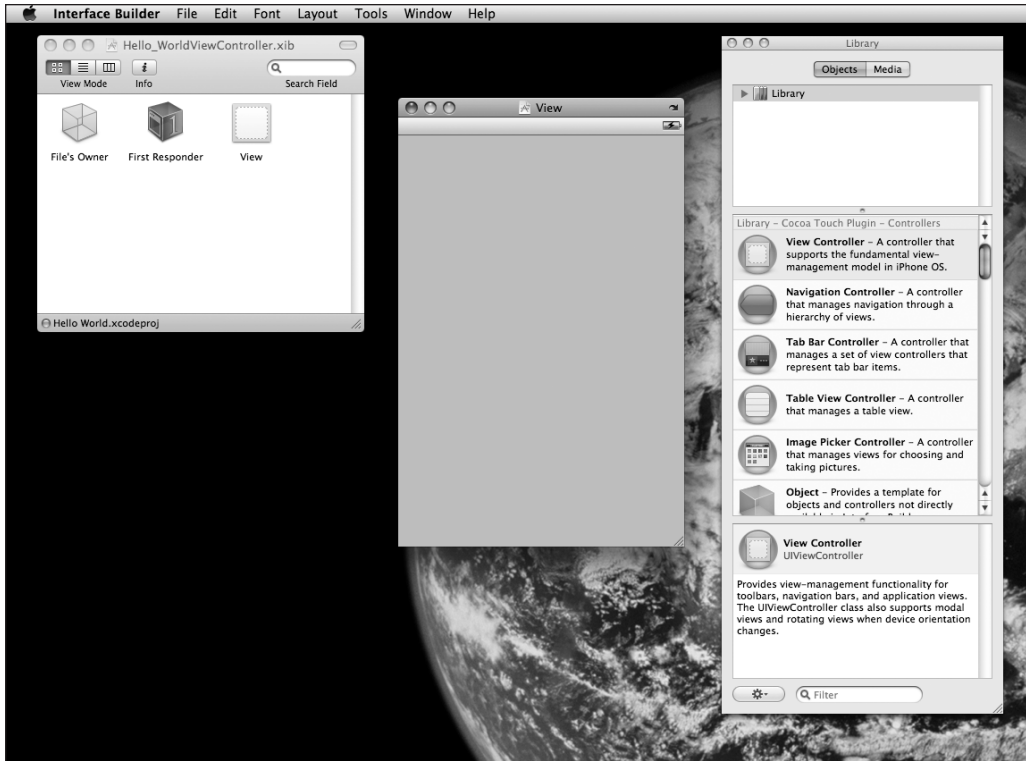 Interface Builder File Edit Font Layout Tools Window Help
Hello_WorldViewController.xib
View Mode Info Search Field
File's Owner First Responder View
Hello World.xcodeproj
View
Library
Objects Media
Library
Library – Cocoa Touch Plugin – Controllers
View Controller – A controller that
supports the fundamental view-
management model in iPhone OS.
Navigation Controller – A controller
that manages navigation through a
hierarchy of views.
Tab Bar Controller – A controller that
manages a set of view controllers that
represent tab bar items.
Table View Controller – A controller
that manages a table view.
Image Picker Controller – A controller
that manages views for choosing and
taking pictures.
Object – Provides a template for
objects and controllers not directly
View Controller
UIViewController
Provides view-management functionality for
toolbars, navigation bars, and application views.
The UIViewController class also supports modal
views and rotating views when device orientation
changes.
Filter